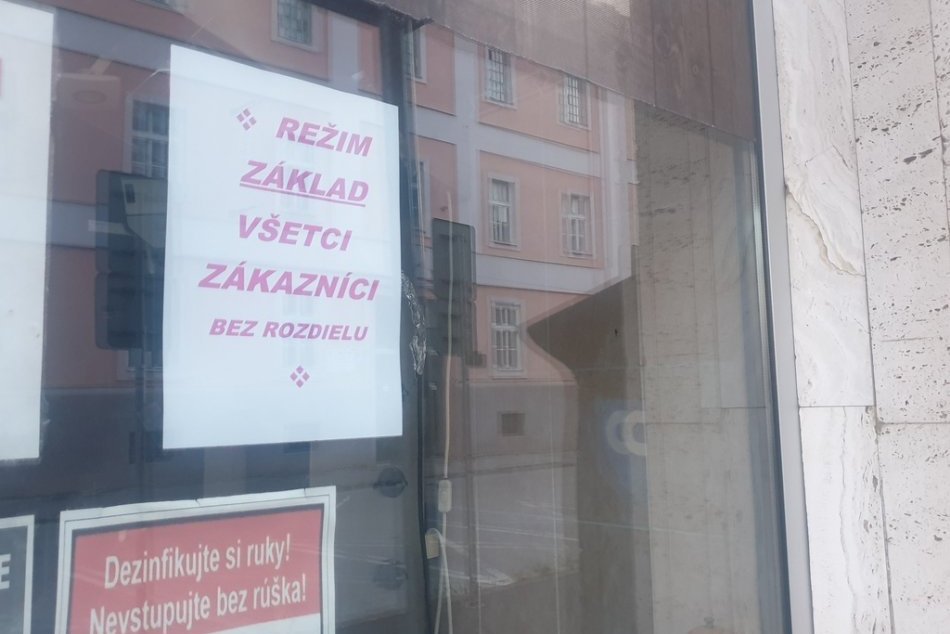 REŽIM
ZÁKLAD
VŠETCI
ZÁKAZNÍCI
BEZ ROZDIELU
Dezinfikujte si ruky!
Nevstupujte bez rúška!
E